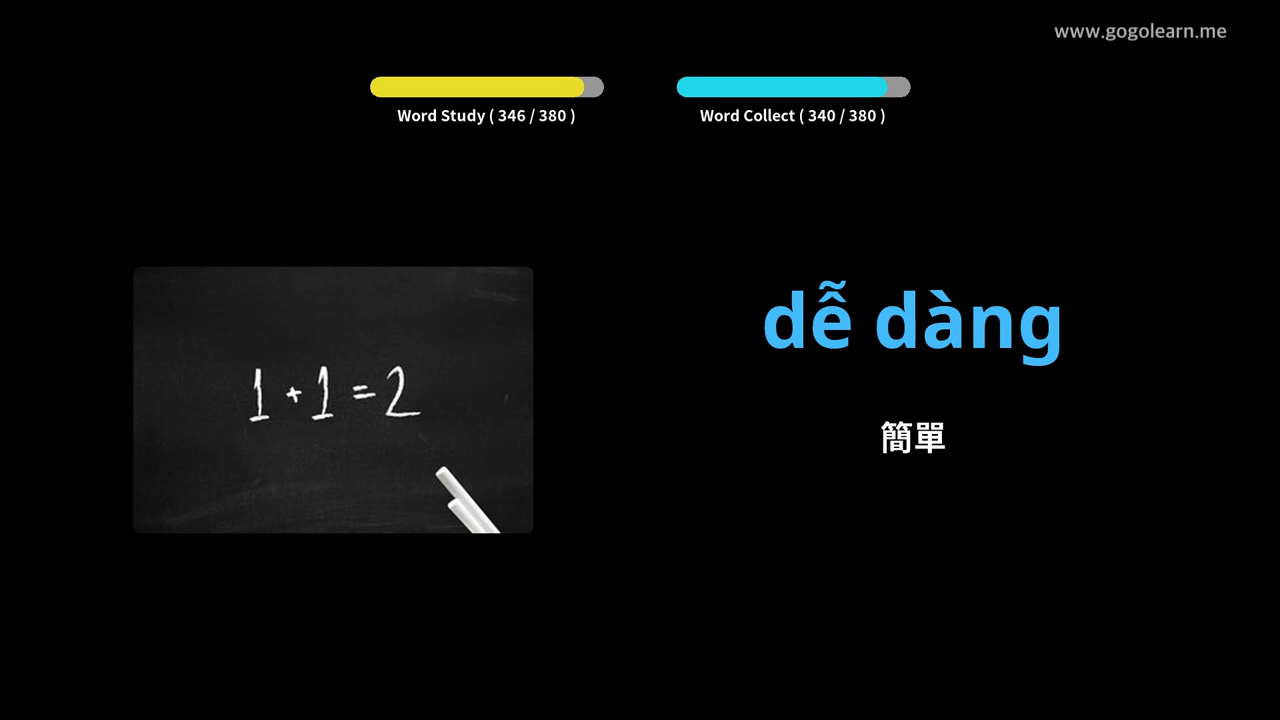 www.gogolearn.me
Word Study ( 346 / 380 )
Word Collect ( 340 / 380 )
1 + 1 = 2
dễ dàng
簡單